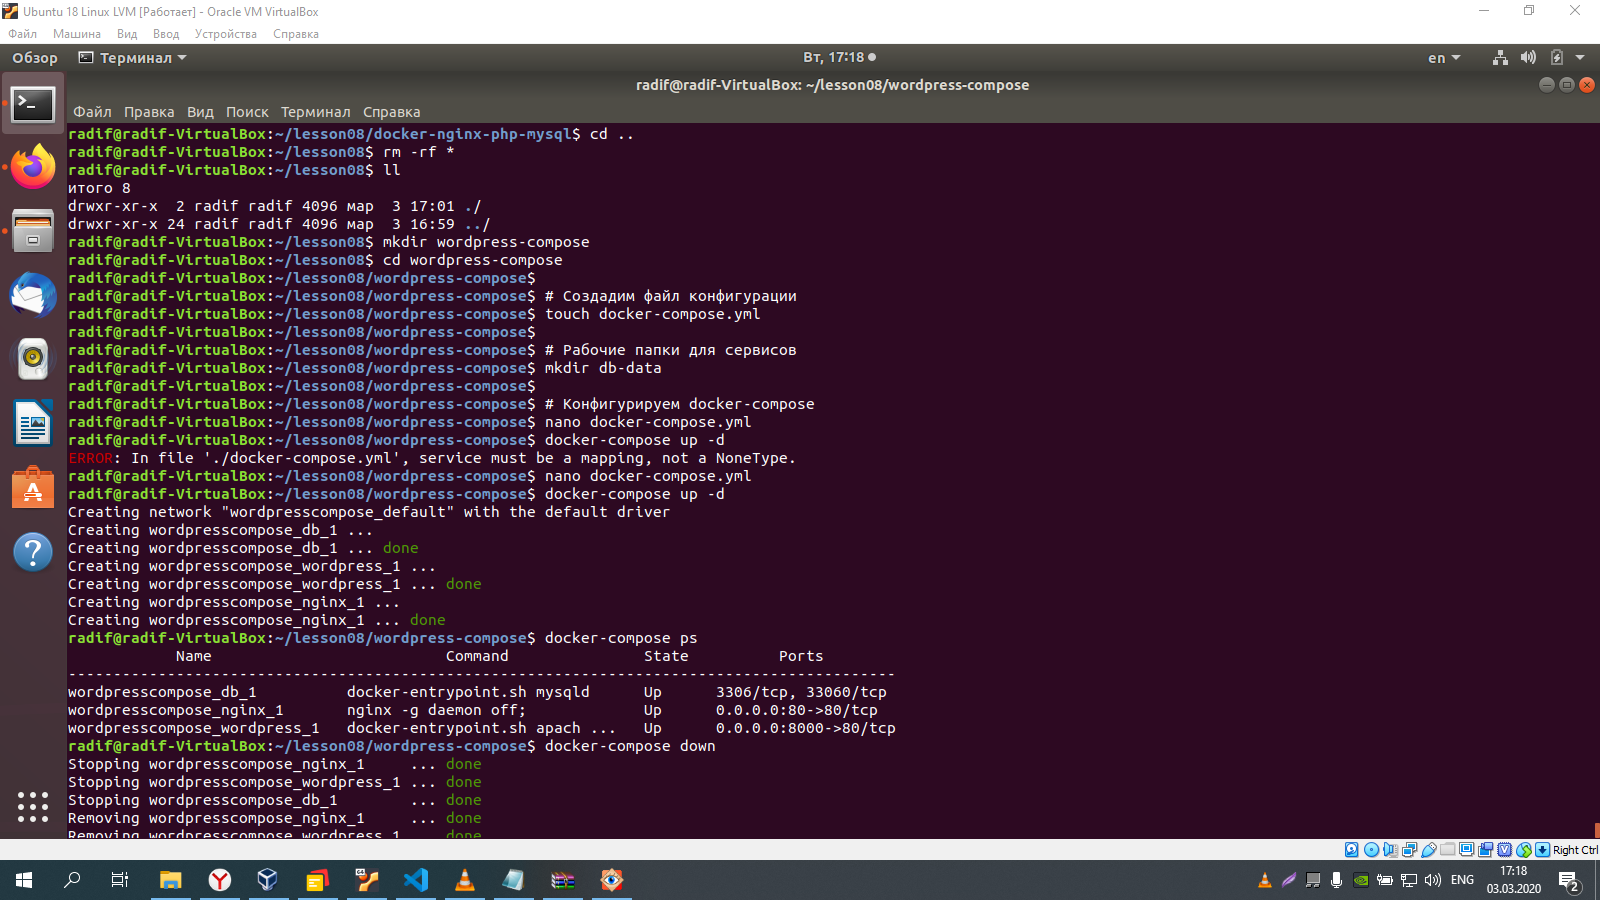 Ubuntu 18 Linux LVM [Работает] - Oracle VM VirtualBox
Файл Машина Вид Ввод Устройства Справка
Обзор Терминал Вт, 17:18 en
radif@radif-VirtualBox: ~/lesson08/wordpress-compose
Файл Правка Вид Поиск Терминал Справка
radif@radif-VirtualBox:~/lesson08/docker-nginx-php-mysql$ cd ..
radif@radif-VirtualBox:~/lesson08$ rm -rf *
radif@radif-VirtualBox:~/lesson08$ ll
итого 8
drwxr-xr-x  2 radif radif 4096 мар  3 17:01 ./
drwxr-xr-x 24 radif radif 4096 мар  3 16:59 ../
radif@radif-VirtualBox:~/lesson08$ mkdir wordpress-compose
radif@radif-VirtualBox:~/lesson08$ cd wordpress-compose
radif@radif-VirtualBox:~/lesson08/wordpress-compose$
radif@radif-VirtualBox:~/lesson08/wordpress-compose$ # Создадим файл конфигурации
radif@radif-VirtualBox:~/lesson08/wordpress-compose$ touch docker-compose.yml
radif@radif-VirtualBox:~/lesson08/wordpress-compose$
radif@radif-VirtualBox:~/lesson08/wordpress-compose$ # Рабочие папки для сервисов
radif@radif-VirtualBox:~/lesson08/wordpress-compose$ mkdir db-data
radif@radif-VirtualBox:~/lesson08/wordpress-compose$
radif@radif-VirtualBox:~/lesson08/wordpress-compose$ # Конфигурируем docker-compose
radif@radif-VirtualBox:~/lesson08/wordpress-compose$ nano docker-compose.yml
radif@radif-VirtualBox:~/lesson08/wordpress-compose$ docker-compose up -d
ERROR: In file './docker-compose.yml', service must be a mapping, not a NoneType.
radif@radif-VirtualBox:~/lesson08/wordpress-compose$ nano docker-compose.yml
radif@radif-VirtualBox:~/lesson08/wordpress-compose$ docker-compose up -d
Creating network "wordpresscompose_default" with the default driver
Creating wordpresscompose_db_1 ...
Creating wordpresscompose_db_1 ... done
Creating wordpresscompose_wordpress_1 ...
Creating wordpresscompose_wordpress_1 ... done
Creating wordpresscompose_nginx_1 ...
Creating wordpresscompose_nginx_1 ... done
radif@radif-VirtualBox:~/lesson08/wordpress-compose$ docker-compose ps
Name Command State Ports
--------------------------------------------------------------------------------------------
wordpresscompose_db_1 docker-entrypoint.sh mysqld Up 3306/tcp, 33060/tcp
wordpresscompose_nginx_1 nginx -g daemon off; Up 0.0.0.0:80->80/tcp
wordpresscompose_wordpress_1 docker-entrypoint.sh apach ... Up 0.0.0.0:8000->80/tcp
radif@radif-VirtualBox:~/lesson08/wordpress-compose$ docker-compose down
Stopping wordpresscompose_nginx_1 ... done
Stopping wordpresscompose_wordpress_1 ... done
Stopping wordpresscompose_db_1 ... done
Removing wordpresscompose_nginx_1 ... done
Removing wordpresscompose_wordpress_1 ... done
Right Ctrl
ENG
17:18
03.03.2020
2